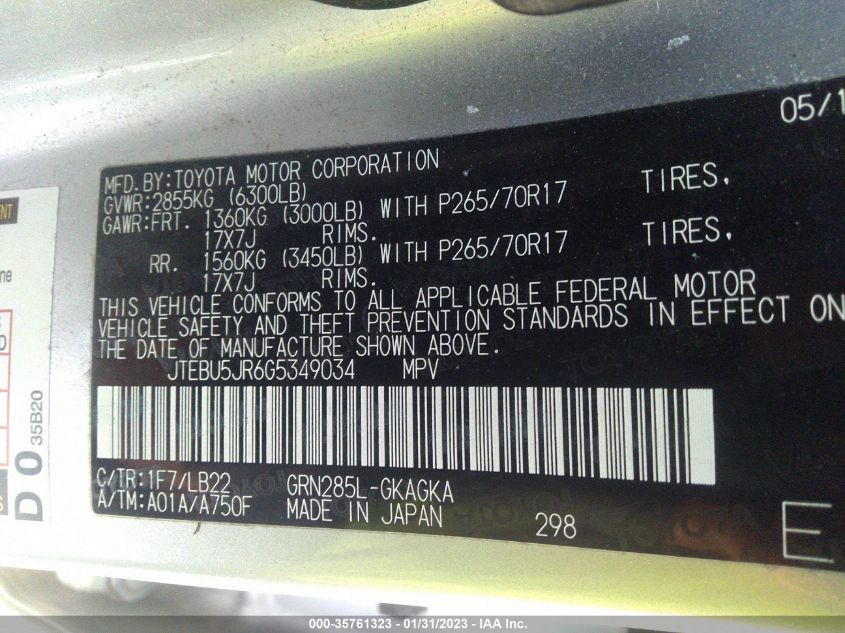 05/1
MFD.BY:TOYOTA MOTOR CORPORATION
GVWR:2855KG (6300LB)
GAWR:FRT. 1360KG (3000LB) WITH P265/70R17 TIRES,
17X7J RIMS.
RR. 1560KG (3450LB) WITH P265/70R17 TIRES,
17X7J RIMS.
THIS VEHICLE CONFORMS TO ALL APPLICABLE FEDERAL MOTOR
VEHICLE SAFETY AND THEFT PREVENTION STANDARDS IN EFFECT ON
THE DATE OF MANUFACTURE SHOWN ABOVE.
JTEBU5JR6G5349034 MPV
C/TR:1F7/LB22 GRN285L-GKAGKA
A/TM:A01A/A750F MADE IN JAPAN 298 E
D 0 35B20
000-35761323 - 01/31/2023 - IAA Inc.